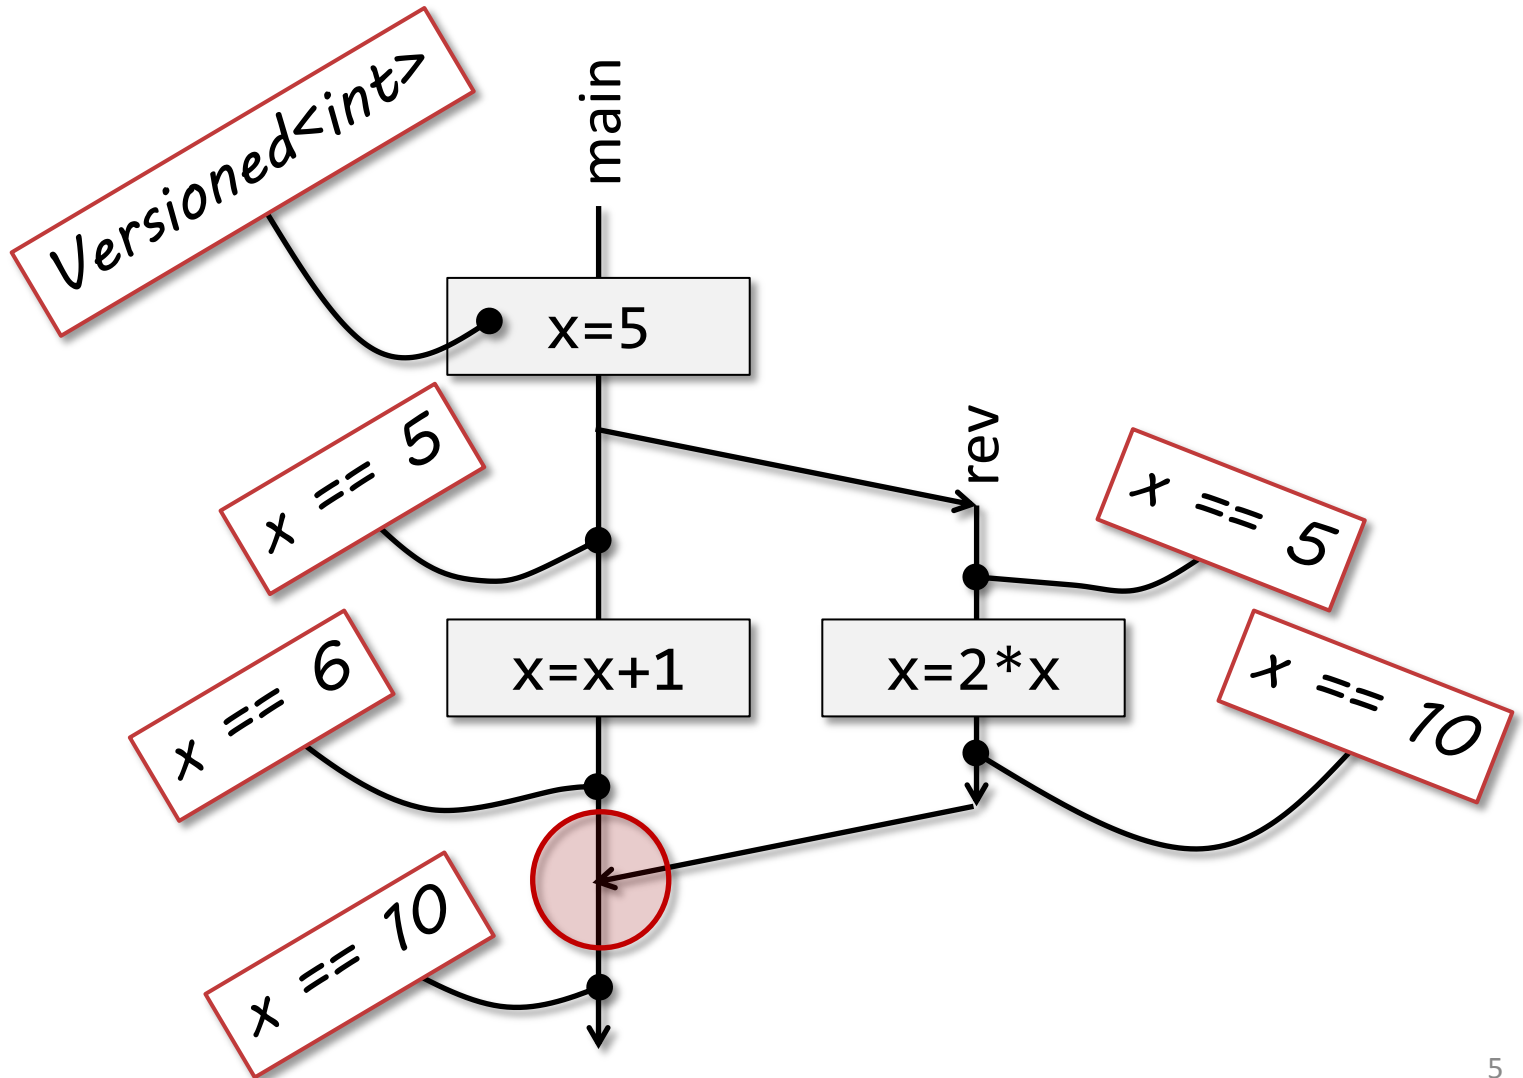 Versioned<int>
main
x=5
x == 5
rev
x == 5
x=x+1
x=2*x
x == 6
x == 10
x == 10
5